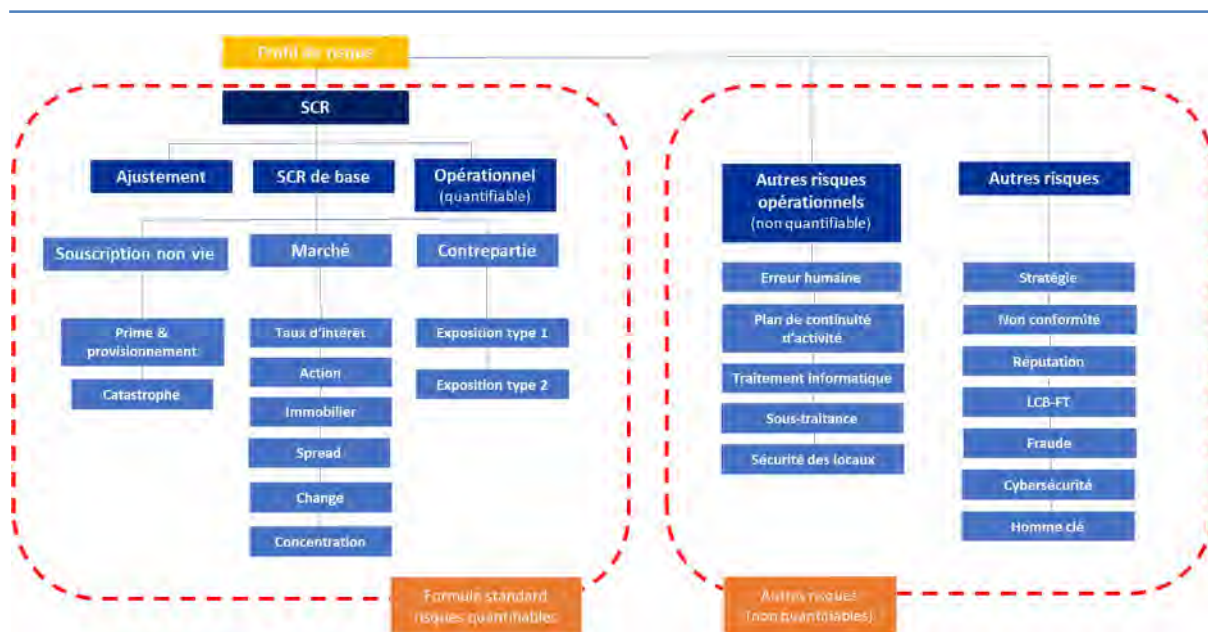 Profil de risque
SCR
Ajustement
SCR de base
Opérationnel
(quantifiable)
Souscription non vie
Marché
Contrepartie
Prime &
provisionnement
Catastrophe
Taux d'intérêt
Action
Immobilier
Spread
Change
Concentration
Exposition type 1
Exposition type 2
Formule standard
risques quantifiables
Autres risques
opérationnels
(non quantifiable)
Erreur humaine
Plan de continuité
d'activité
Traitement informatique
Sous-traitance
Sécurité des locaux
Autres risques
Stratégie
Non conformité
Réputation
LCB-FT
Fraude
Cybersécurité
Homme clé
Autres risques
(non quantifiables)